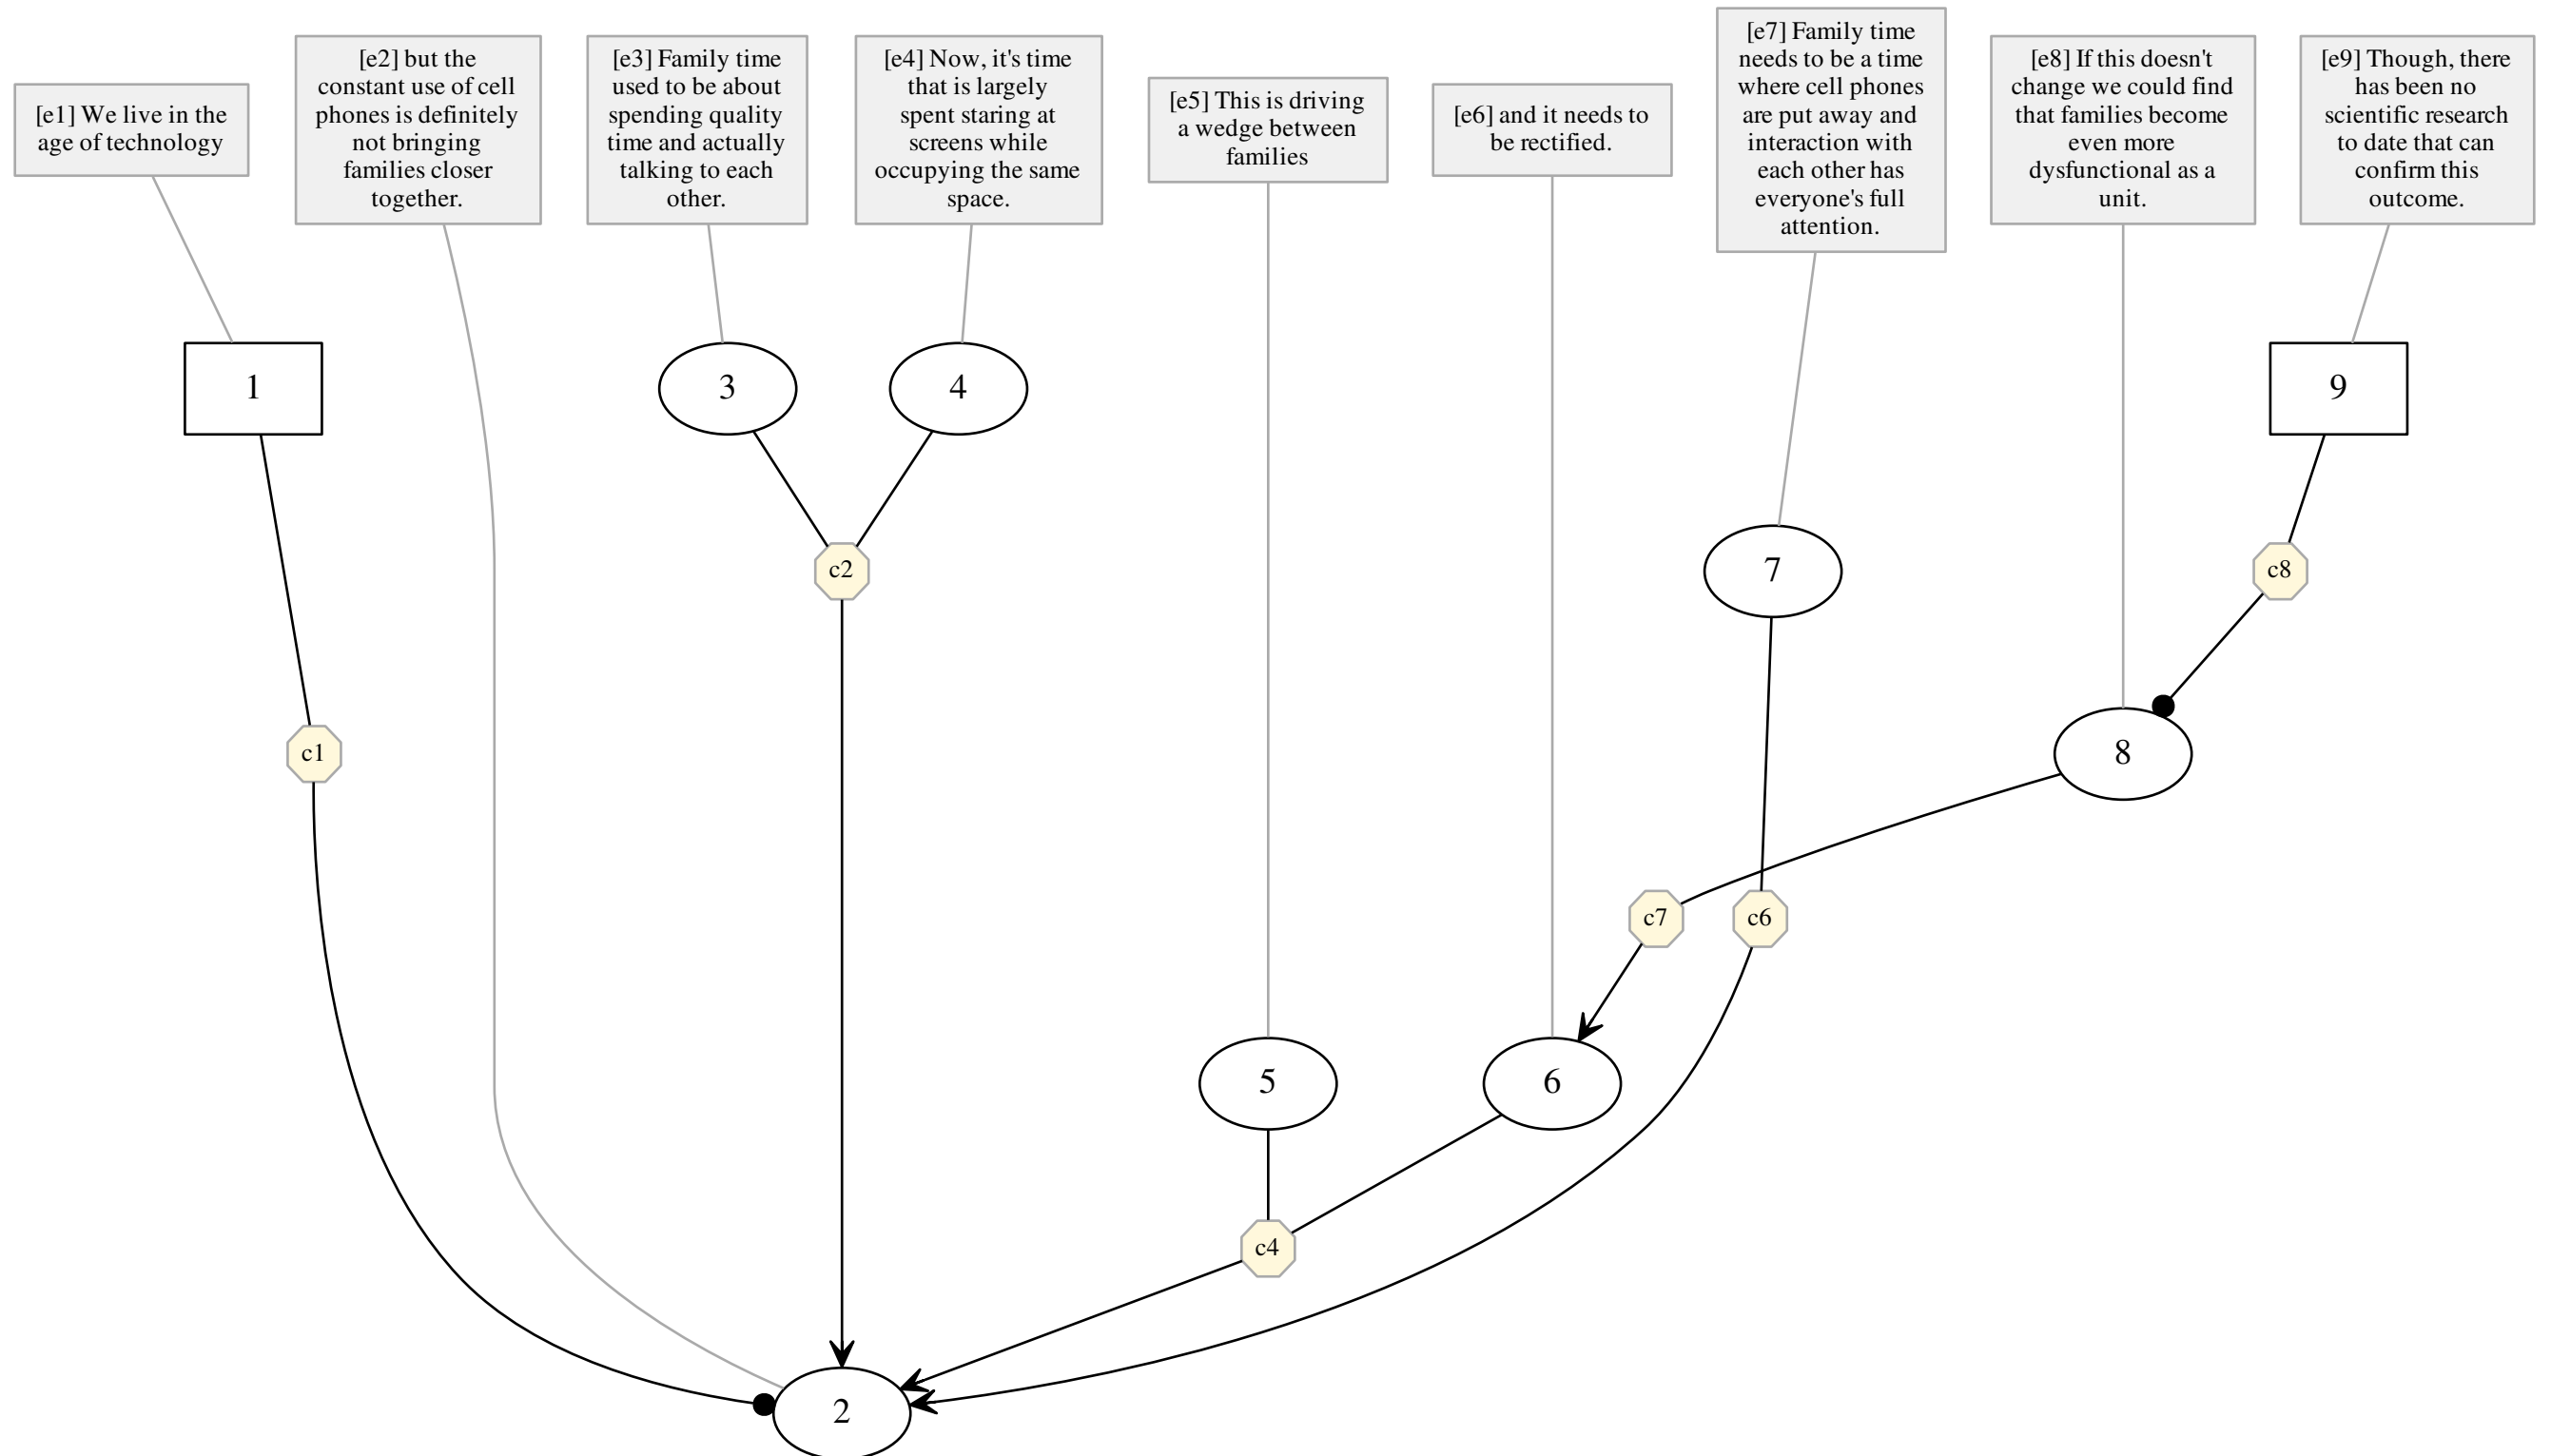 [e1] We live in the
age of technology
[e2] but the
constant use of cell
phones is definitely
not bringing
families closer
together.
[e3] Family time
used to be about
spending quality
time and actually
talking to each
other.
[e4] Now, it's time
that is largely
spent staring at
screens while
occupying the same
space.
[e5] This is driving
a wedge between
families
[e6] and it needs to
be rectified.
[e7] Family time
needs to be a time
where cell phones
are put away and
interaction with
each other has
everyone's full
attention.
[e8] If this doesn't
change we could find
that families become
even more
dysfunctional as a
unit.
[e9] Though, there
has been no
scientific research
to date that can
confirm this
outcome.
1
3
4
9
c2
7
c8
c1
8
c7
c6
5
6
c4
2